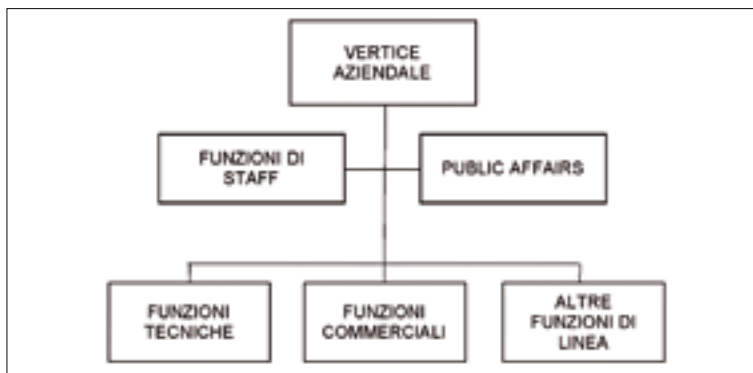 VERTICE
AZIENDALE
FUNZIONI DI
STAFF
PUBLIC AFFAIRS
FUNZIONI
TECNICHE
FUNZIONI
COMMERCIALI
ALTRE
FUNZIONI DI
LINEA